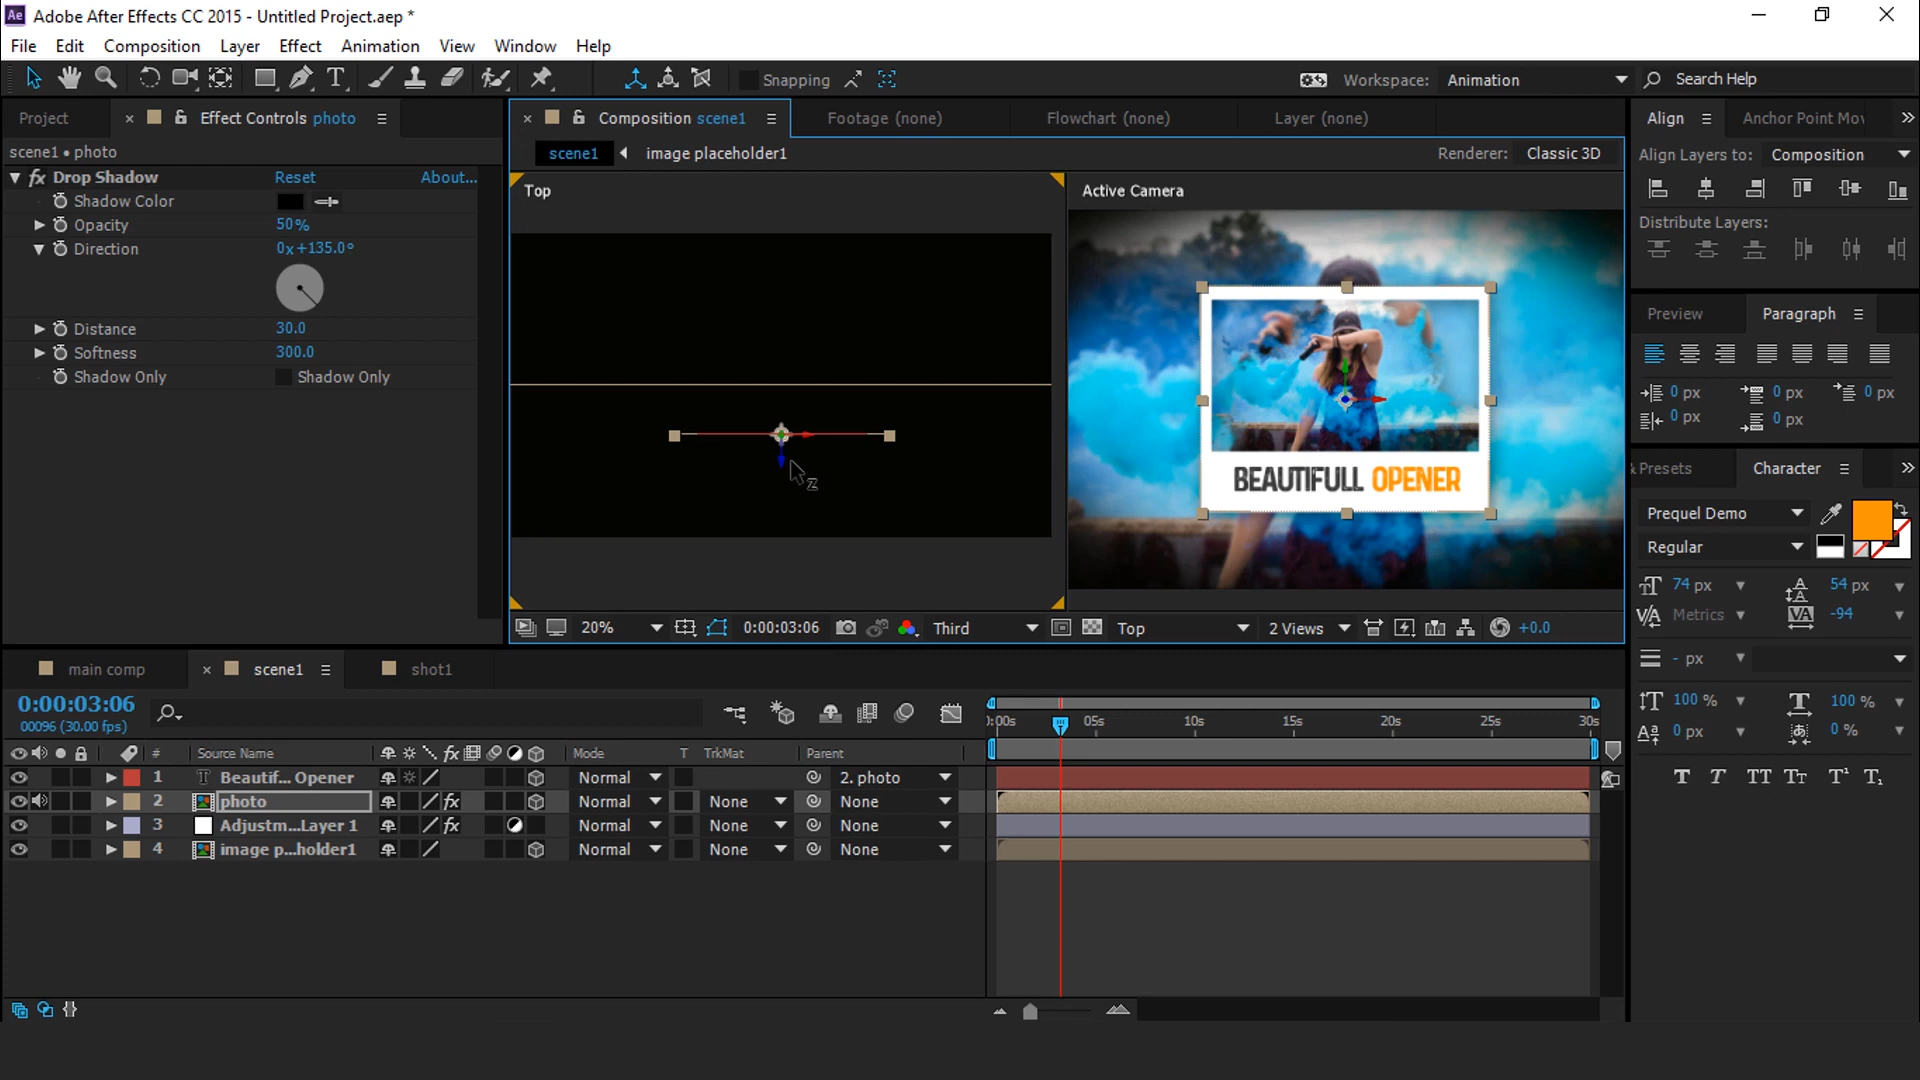 Adobe After Effects CC 2015 - Untitled Project.aep *
File Edit Composition Layer Effect Animation View Window Help
Snapping
Workspace: Animation
Search Help
Project
Effect Controls photo
scene1 • photo
fx Drop Shadow Reset About...
Shadow Color
Opacity 50%
Direction 0x+135.0°
Distance 30.0
Softness 300.0
Shadow Only Shadow Only
Composition scene1
Footage (none)
Flowchart (none)
Layer (none)
scene1 image placeholder1
Renderer: Classic 3D
Top
Active Camera
BEAUTIFULL OPENER
20% 0:00:03:06 Third Top 2 Views +0.0
Align Anchor Point Mov
Align Layers to: Composition
Distribute Layers:
Preview Paragraph
0 px 0 px 0 px
0 px 0 px
& Presets Character
Prequel Demo
Regular
74 px 54 px
Metrics -94
- px
100 % 100 %
0 px 0 %
main comp scene1 shot1
0:00:03:06
00096 (30.00 fps)
0:00s 05s 10s 15s 20s 25s 30s
# Source Name Mode T TrkMat Parent
1 Beautif... Opener Normal 2. photo
2 photo Normal None None
3 Adjustm...Layer 1 Normal None None
4 image p...holder1 Normal None None